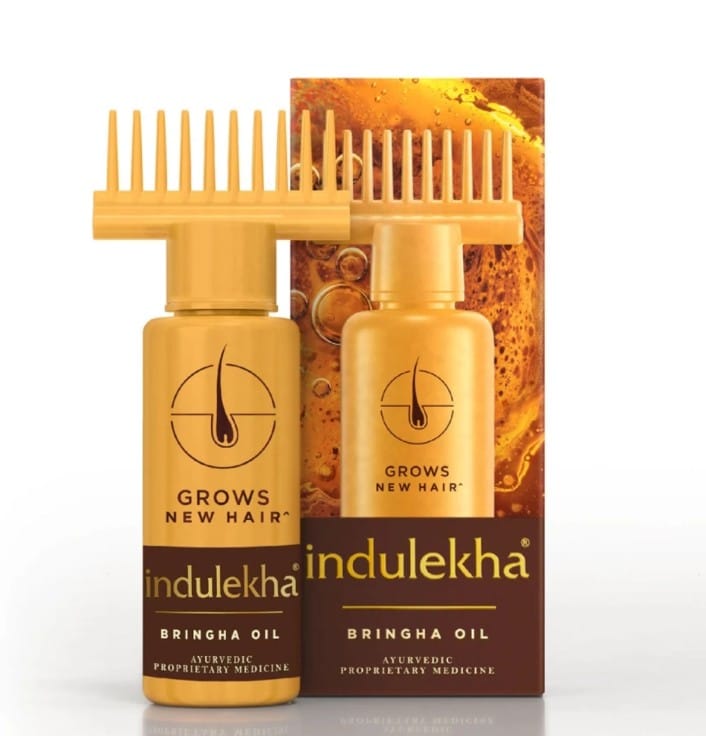 GROWS
NEW HAIR^
indulekha®
BRINGHA OIL
AYURVEDIC
PROPRIETARY MEDICINE
GROWS
NEW HAIR^
indulekha®
BRINGHA OIL
AYURVEDIC
PROPRIETARY MEDICINE